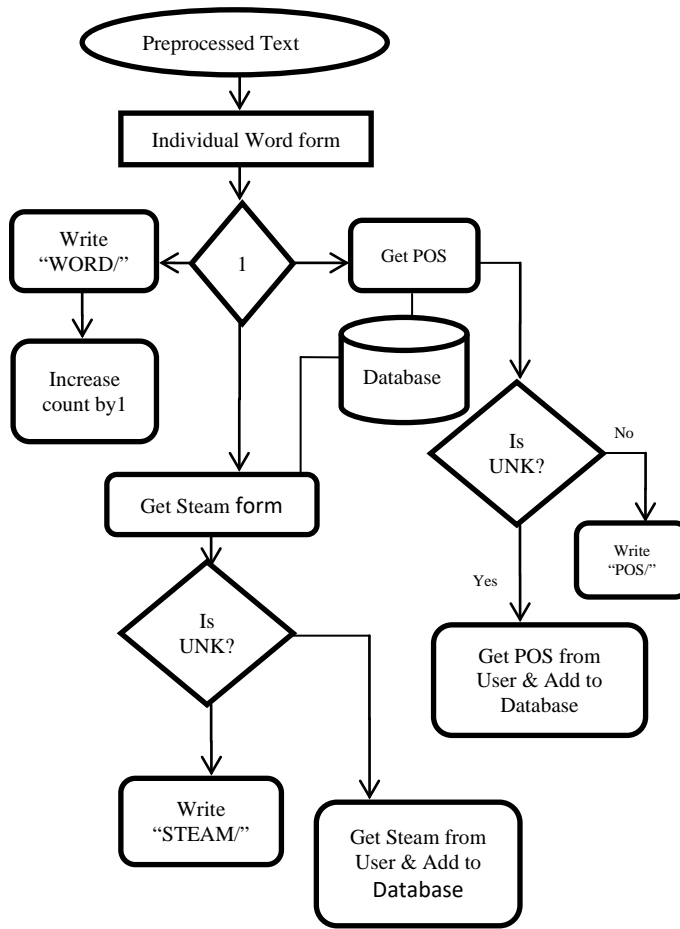 Preprocessed Text
Individual Word form
Write
“WORD/”
1
Get POS
Increase
count by1
Database
Is
UNK?
No
Get Steam form
Write
“POS/”
Yes
Is
UNK?
Get POS from
User & Add to
Database
Write
“STEAM/”
Get Steam from
User & Add to
Database